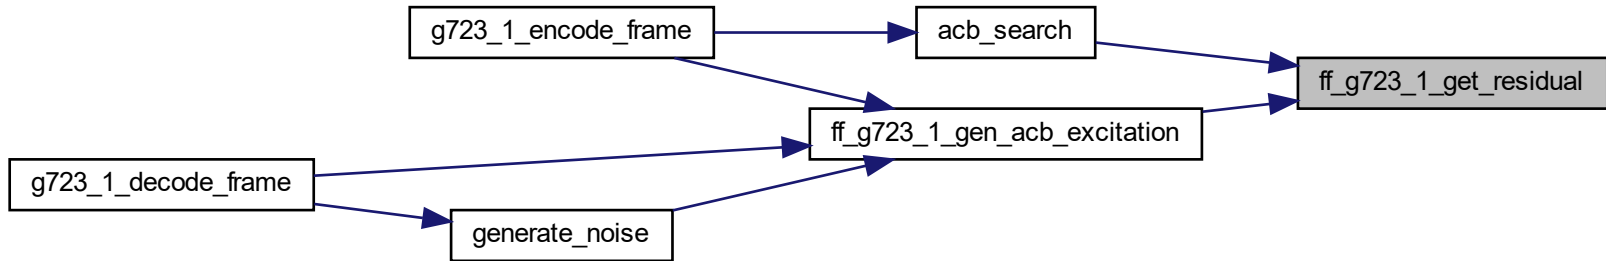 g723_1_encode_frame
acb_search
ff_g723_1_get_residual
ff_g723_1_gen_acb_excitation
g723_1_decode_frame
generate_noise